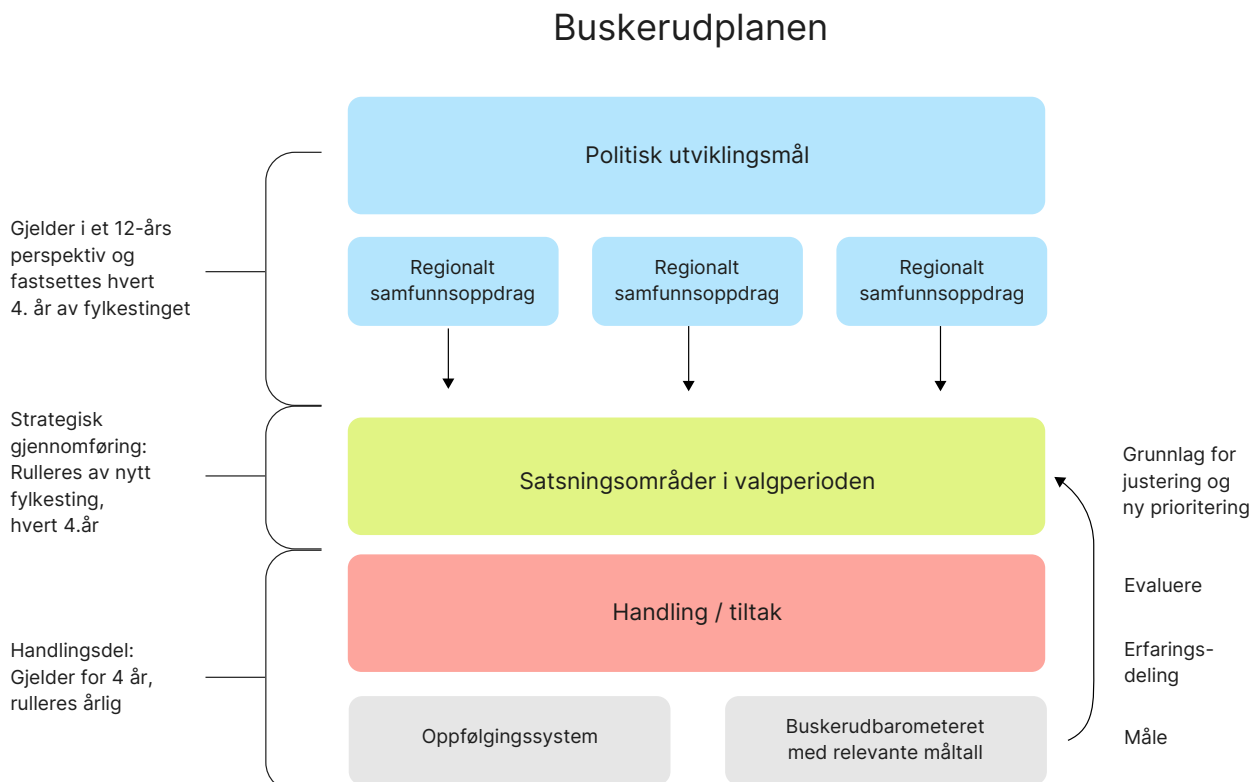 Buskerudplanen
Politisk utviklingsmål
Gjelder i et 12-års
perspektiv og
fastsettes hvert
4. år av fylkestinget
Regionalt
samfunnsoppdrag
Regionalt
samfunnsoppdrag
Regionalt
samfunnsoppdrag
Strategisk
gjennomføring:
Rulleres av nytt
fylkesting,
hvert 4.år
Satsningsområder i valgperioden
Grunnlag for
justering og
ny prioritering
Handling / tiltak
Evaluere
Erfarings-
deling
Måle
Handlingsdel:
Gjelder for 4 år,
rulleres årlig
Oppfølgingssystem
Buskerudbarometeret
med relevante måltall